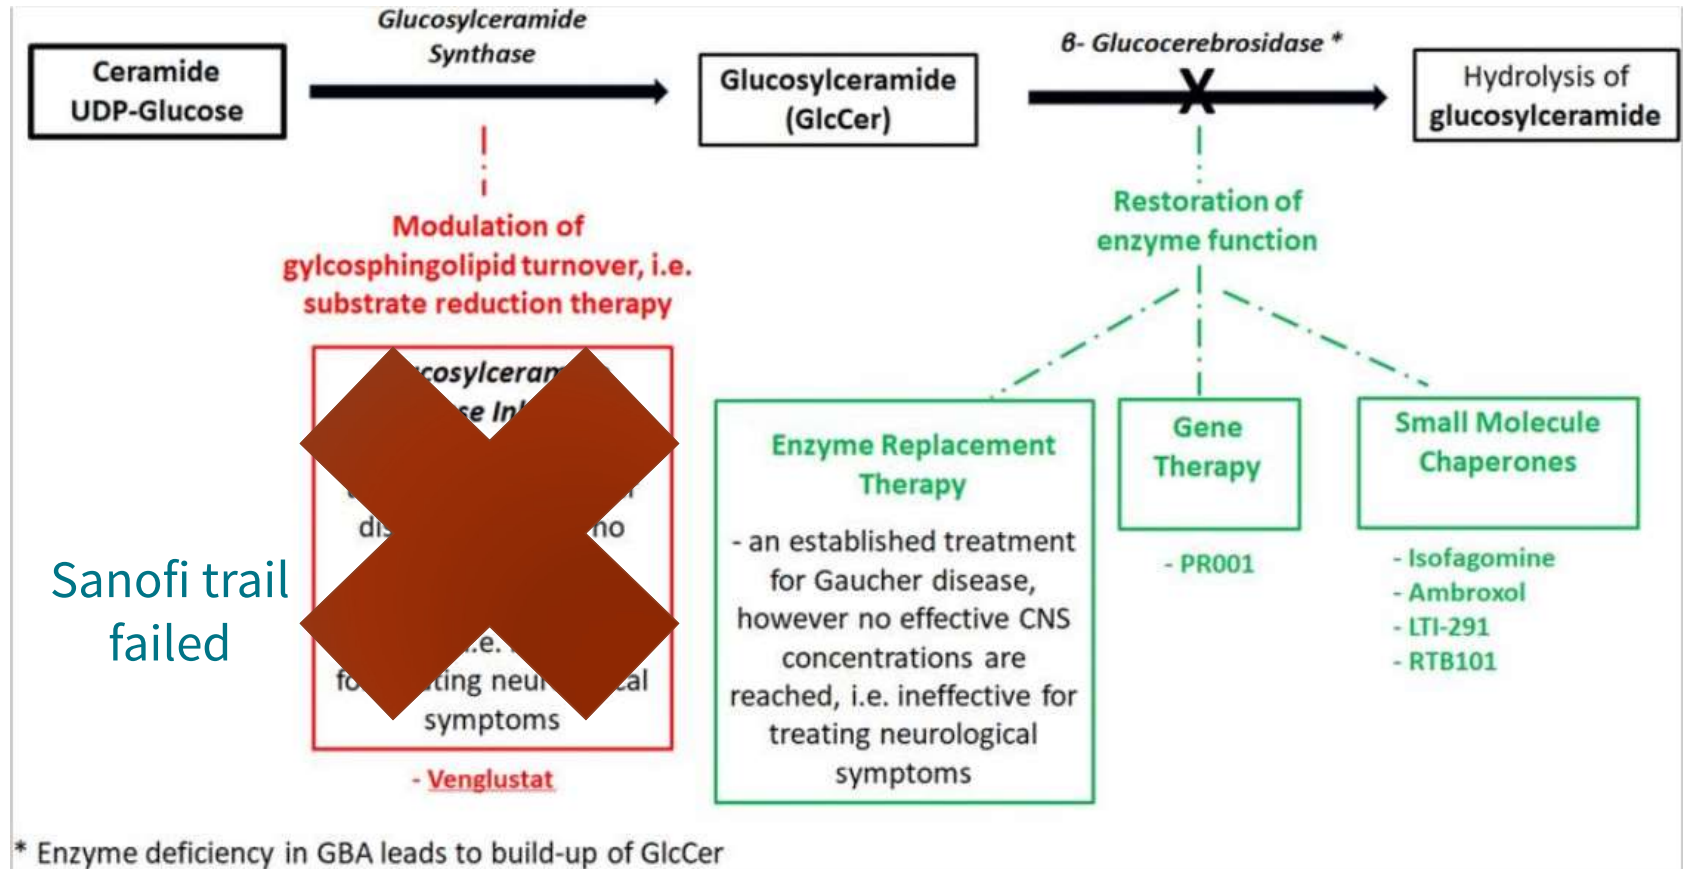 Glucosylceramide
Synthase
β- Glucocerebrosidase *
Ceramide
UDP-Glucose
Glucosylceramide
(GlcCer)
X
Hydrolysis of
glucosylceramide
Modulation of
gylcosphingolipid turnover, i.e.
substrate reduction therapy
Restoration of
enzyme function
symptoms
- Venglustat
Sanofi trail
failed
Enzyme Replacement
Therapy
- an established treatment
for Gaucher disease,
however no effective CNS
concentrations are
reached, i.e. ineffective for
treating neurological
symptoms
Gene
Therapy
- PR001
Small Molecule
Chaperones
- Isofagomine
- Ambroxol
- LTI-291
- RTB101
* Enzyme deficiency in GBA leads to build-up of GlcCer